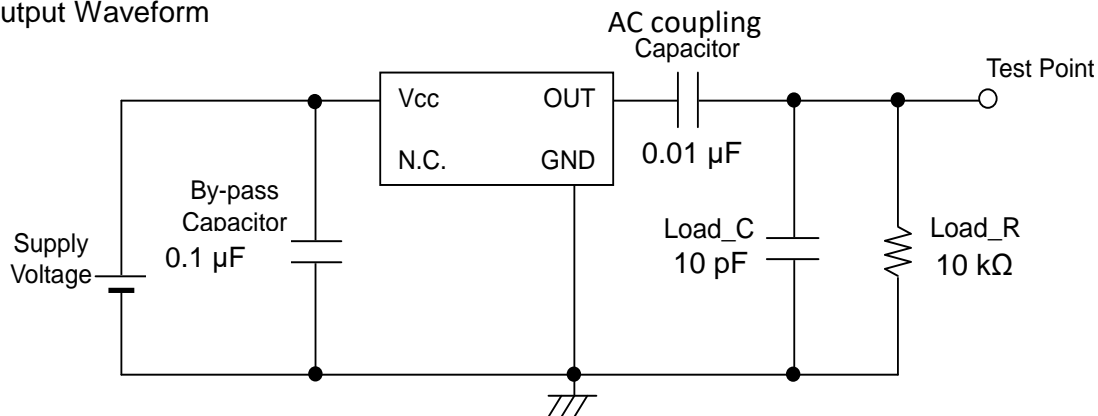 utput Waveform
AC coupling
Capacitor
Test Point
Vcc
OUT
N.C.
GND
0.01 µF
By-pass
Capacitor
0.1 µF
Supply
Voltage
Load_C
10 pF
Load_R
10 kΩ